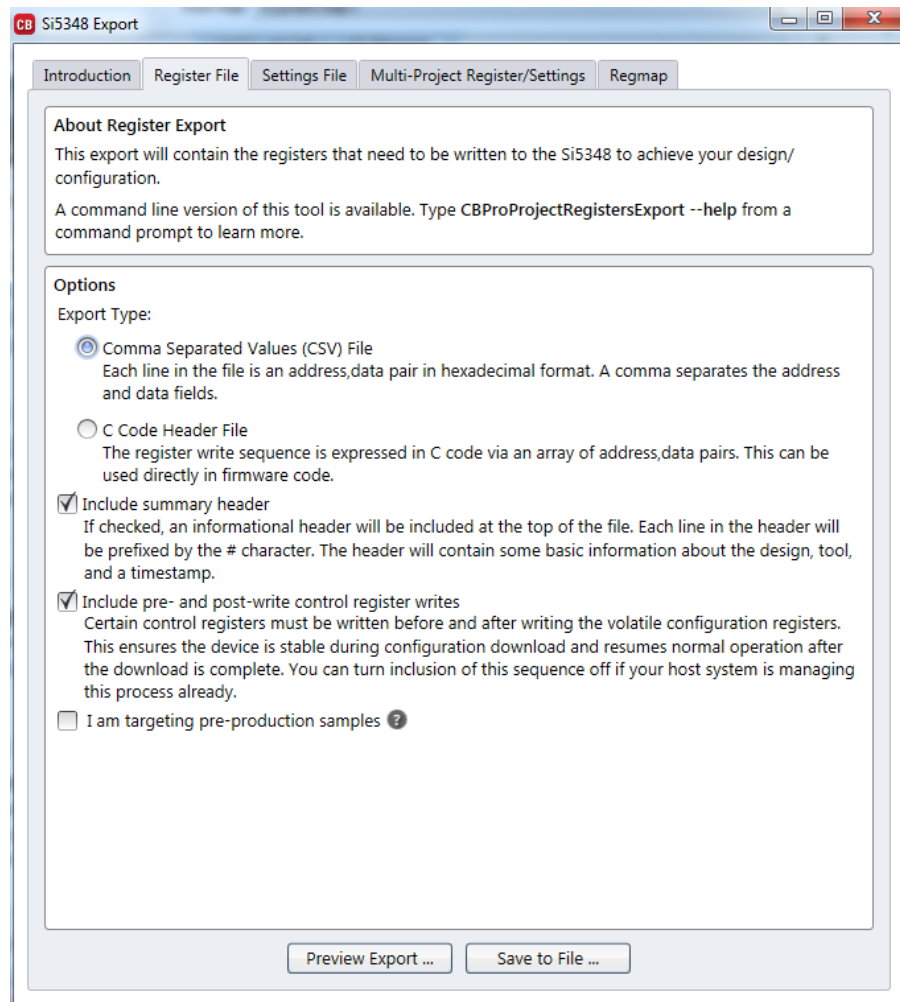 CB Si5348 Export
Introduction Register File Settings File Multi-Project Register/Settings Regmap
About Register Export
This export will contain the registers that need to be written to the Si5348 to achieve your design/
configuration.
A command line version of this tool is available. Type CBProProjectRegistersExport --help from a
command prompt to learn more.
Options
Export Type:
Comma Separated Values (CSV) File
Each line in the file is an address,data pair in hexadecimal format. A comma separates the address
and data fields.
C Code Header File
The register write sequence is expressed in C code via an array of address,data pairs. This can be
used directly in firmware code.
Include summary header
If checked, an informational header will be included at the top of the file. Each line in the header will
be prefixed by the # character. The header will contain some basic information about the design, tool,
and a timestamp.
Include pre- and post-write control register writes
Certain control registers must be written before and after writing the volatile configuration registers.
This ensures the device is stable during configuration download and resumes normal operation after
the download is complete. You can turn inclusion of this sequence off if your host system is managing
this process already.
I am targeting pre-production samples ?
Preview Export ... Save to File ...